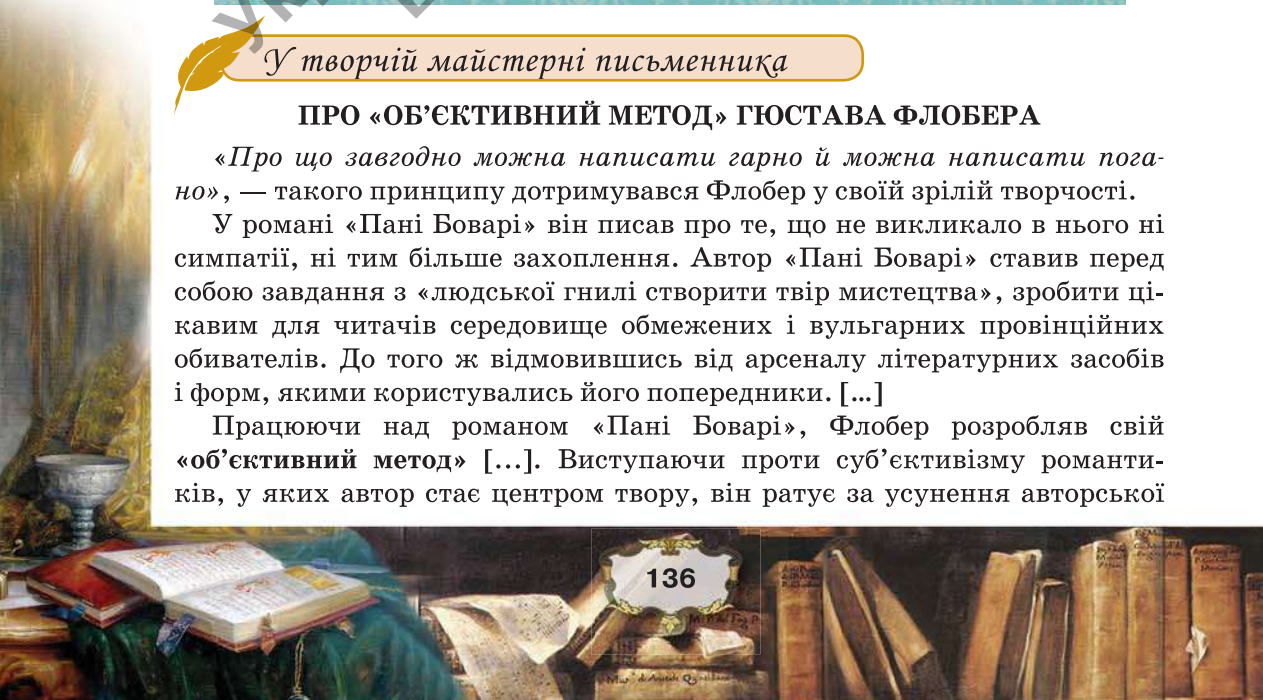 У творчій майстерні письменника
ПРО «ОБ’ЄКТИВНИЙ МЕТОД» ГЮСТАВА ФЛОБЕРА
«Про що завгодно можна написати гарно й можна написати пога-
но», — такого принципу дотримувався Флобер у своїй зрілій творчості.
У романі «Пані Боварі» він писав про те, що не викликало в нього ні
симпатії, ні тим більше захоплення. Автор «Пані Боварі» ставив перед
собою завдання з «людської гнилі створити твір мистецтва», зробити ці-
кавим для читачів середовище обмежених і вульгарних провінційних
обивателів. До того ж відмовившись від арсеналу літературних засобів
і форм, якими користувались його попередники. [...]
Працюючи над романом «Пані Боварі», Флобер розробляв свій
«об’єктивний метод» [...]. Виступаючи проти суб’єктивізму романти-
ків, у яких автор стає центром твору, він ратує за усунення авторської
136